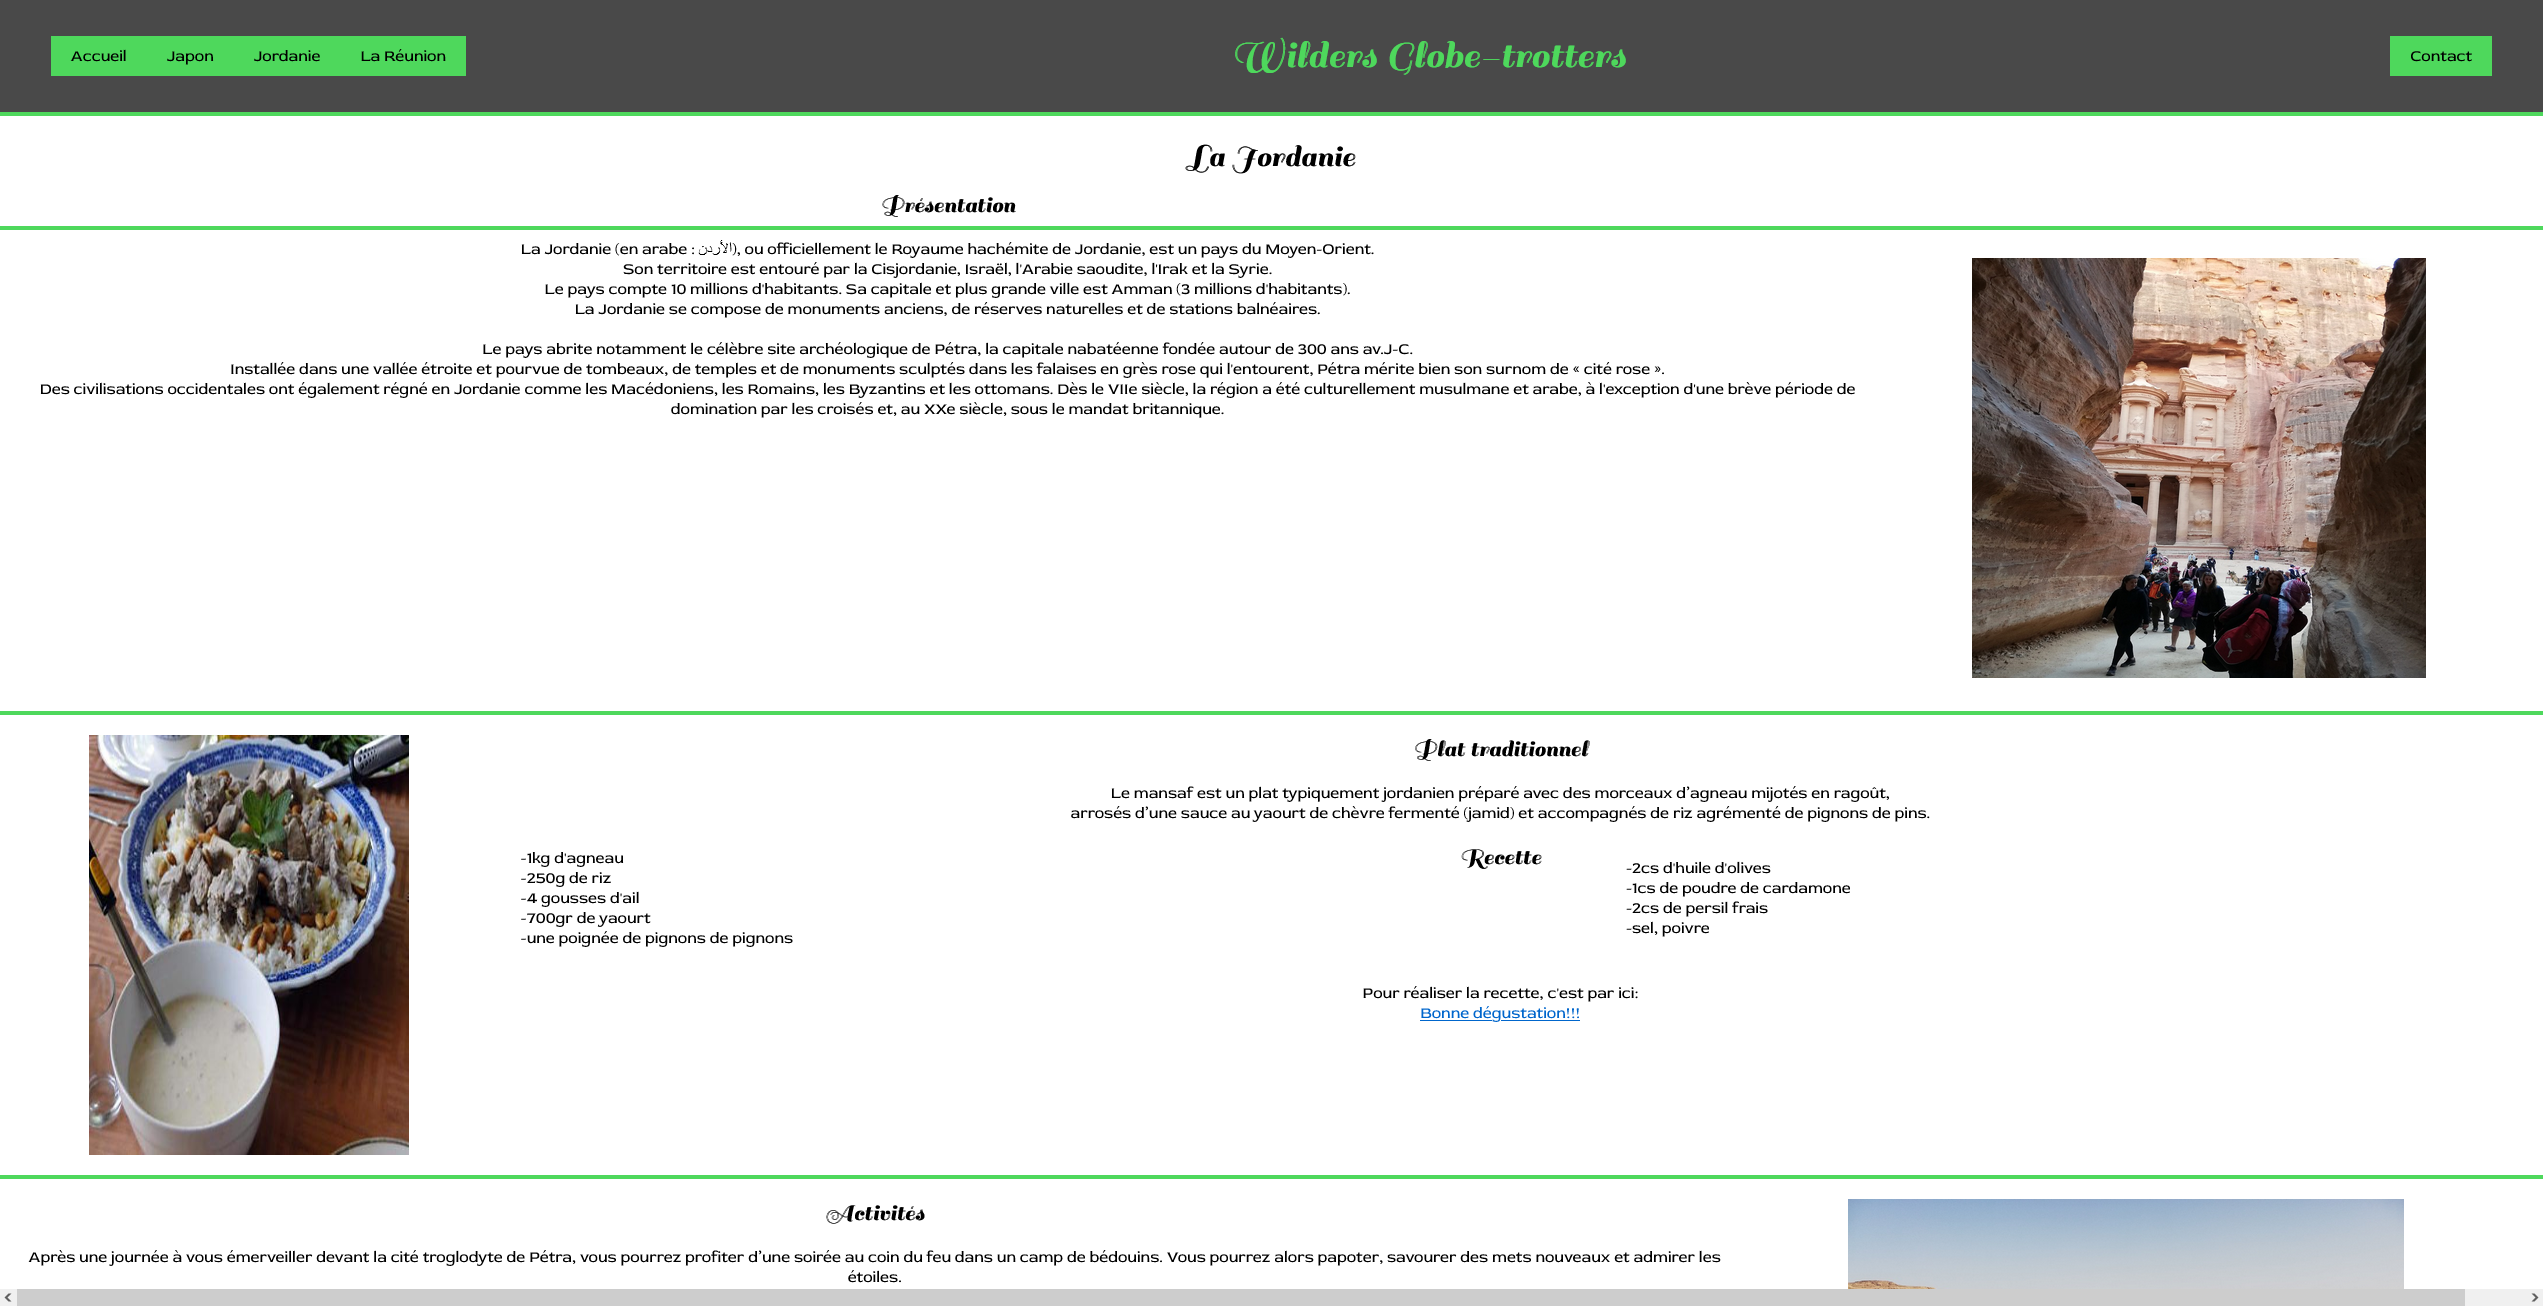 Accueil Japon Jordanie La Réunion
Wilders Globe-trotters
Contact
La Jordanie
Présentation
La Jordanie (en arabe : الأردن), ou officiellement le Royaume hachémite de Jordanie, est un pays du Moyen-Orient.
Son territoire est entouré par la Cisjordanie, Israël, l'Arabie saoudite, l'Irak et la Syrie.
Le pays compte 10 millions d'habitants. Sa capitale et plus grande ville est Amman (3 millions d'habitants).
La Jordanie se compose de monuments anciens, de réserves naturelles et de stations balnéaires.
Le pays abrite notamment le célèbre site archéologique de Pétra, la capitale nabatéenne fondée autour de 300 ans av.J-C.
Installée dans une vallée étroite et pourvue de tombeaux, de temples et de monuments sculptés dans les falaises en grès rose qui l'entourent, Pétra mérite bien son surnom de « cité rose ».
Des civilisations occidentales ont également régné en Jordanie comme les Macédoniens, les Romains, les Byzantins et les ottomans. Dès le VIIe siècle, la région a été culturellement musulmane et arabe, à l'exception d'une brève période de
domination par les croisés et, au XXe siècle, sous le mandat britannique.
Plat traditionnel
Le mansaf est un plat typiquement jordanien préparé avec des morceaux d’agneau mijotés en ragoût,
arrosés d’une sauce au yaourt de chèvre fermenté (jamid) et accompagnés de riz agrémenté de pignons de pins.
Recette
-1kg d'agneau
-250g de riz
-4 gousses d'ail
-700gr de yaourt
-une poignée de pignons de pignons
-2cs d'huile d'olives
-1cs de poudre de cardamone
-2cs de persil frais
-sel, poivre
Pour réaliser la recette, c'est par ici:
Bonne dégustation!!!
Activités
Après une journée à vous émerveiller devant la cité troglodyte de Pétra, vous pourrez profiter d’une soirée au coin du feu dans un camp de bédouins. Vous pourrez alors papoter, savourer des mets nouveaux et admirer les
étoiles.